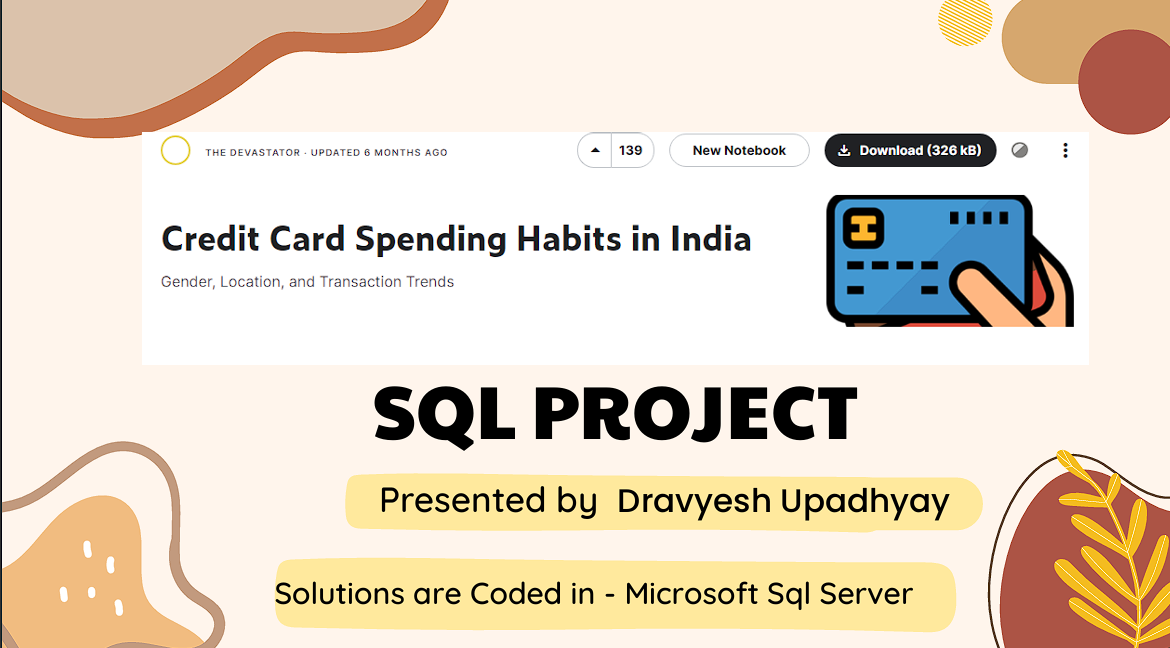 THE DEVASTATOR · UPDATED 6 MONTHS AGO
139
New Notebook
Download (326 kB)
Credit Card Spending Habits in India
Gender, Location, and Transaction Trends
SQL PROJECT
Presented by Dravyesh Upadhyay
Solutions are Coded in - Microsoft Sql Server